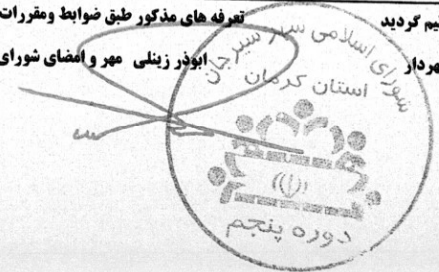 تعرفه های مذکور طبق ضوابط ومقررات
یم گردید
ابوذر زینلی مهر و امضای شورای
هردار
شورای اسلامی شهر سیرجان
استان کرمان
دوره پنجم